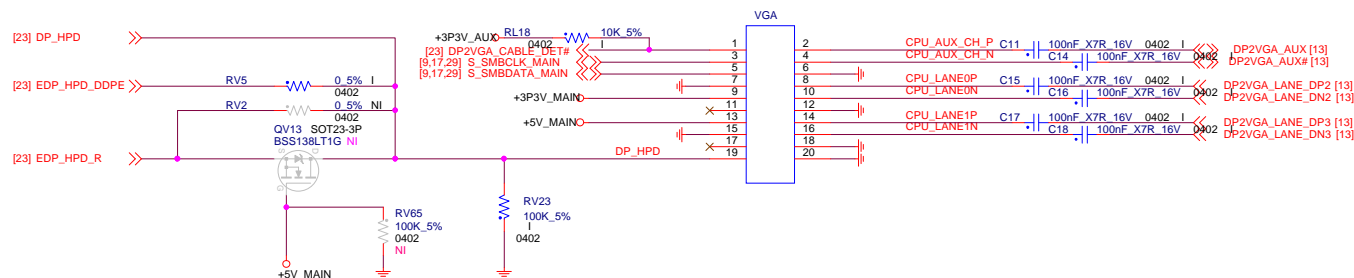 VGA
[23] DP_HPD
+3P3V_AUX RL18 10K_5%
0402 I
[23] DP2VGA_CABLE_DET#
[9,17,29] S_SMBCLK_MAIN
[9,17,29] S_SMBDATA_MAIN
1 2
3 4
5 6
7 8
9 10
11 12
13 14
15 16
17 18
19 20
CPU_AUX_CH_P C11 100nF_X7R_16V 0402 I DP2VGA_AUX [13]
CPU_AUX_CH_N C14 100nF_X7R_16V 0402 I DP2VGA_AUX# [13]
CPU_LANE0P C15 100nF_X7R_16V 0402 I DP2VGA_LANE_DP2 [13]
CPU_LANE0N C16 100nF_X7R_16V 0402 I DP2VGA_LANE_DN2 [13]
CPU_LANE1P C17 100nF_X7R_16V 0402 I DP2VGA_LANE_DP3 [13]
CPU_LANE1N C18 100nF_X7R_16V 0402 I DP2VGA_LANE_DN3 [13]
[23] EDP_HPD_DDPE
RV5 0_5% I
0402
+3P3V_MAIN
RV2 0_5% NI
0402
+5V_MAIN
QV13 SOT23-3P
BSS138LT1G NI
S D
G
[23] EDP_HPD_R
DP_HPD
RV65
100K_5%
0402
NI
RV23
100K_5%
I
0402
+5V_MAIN